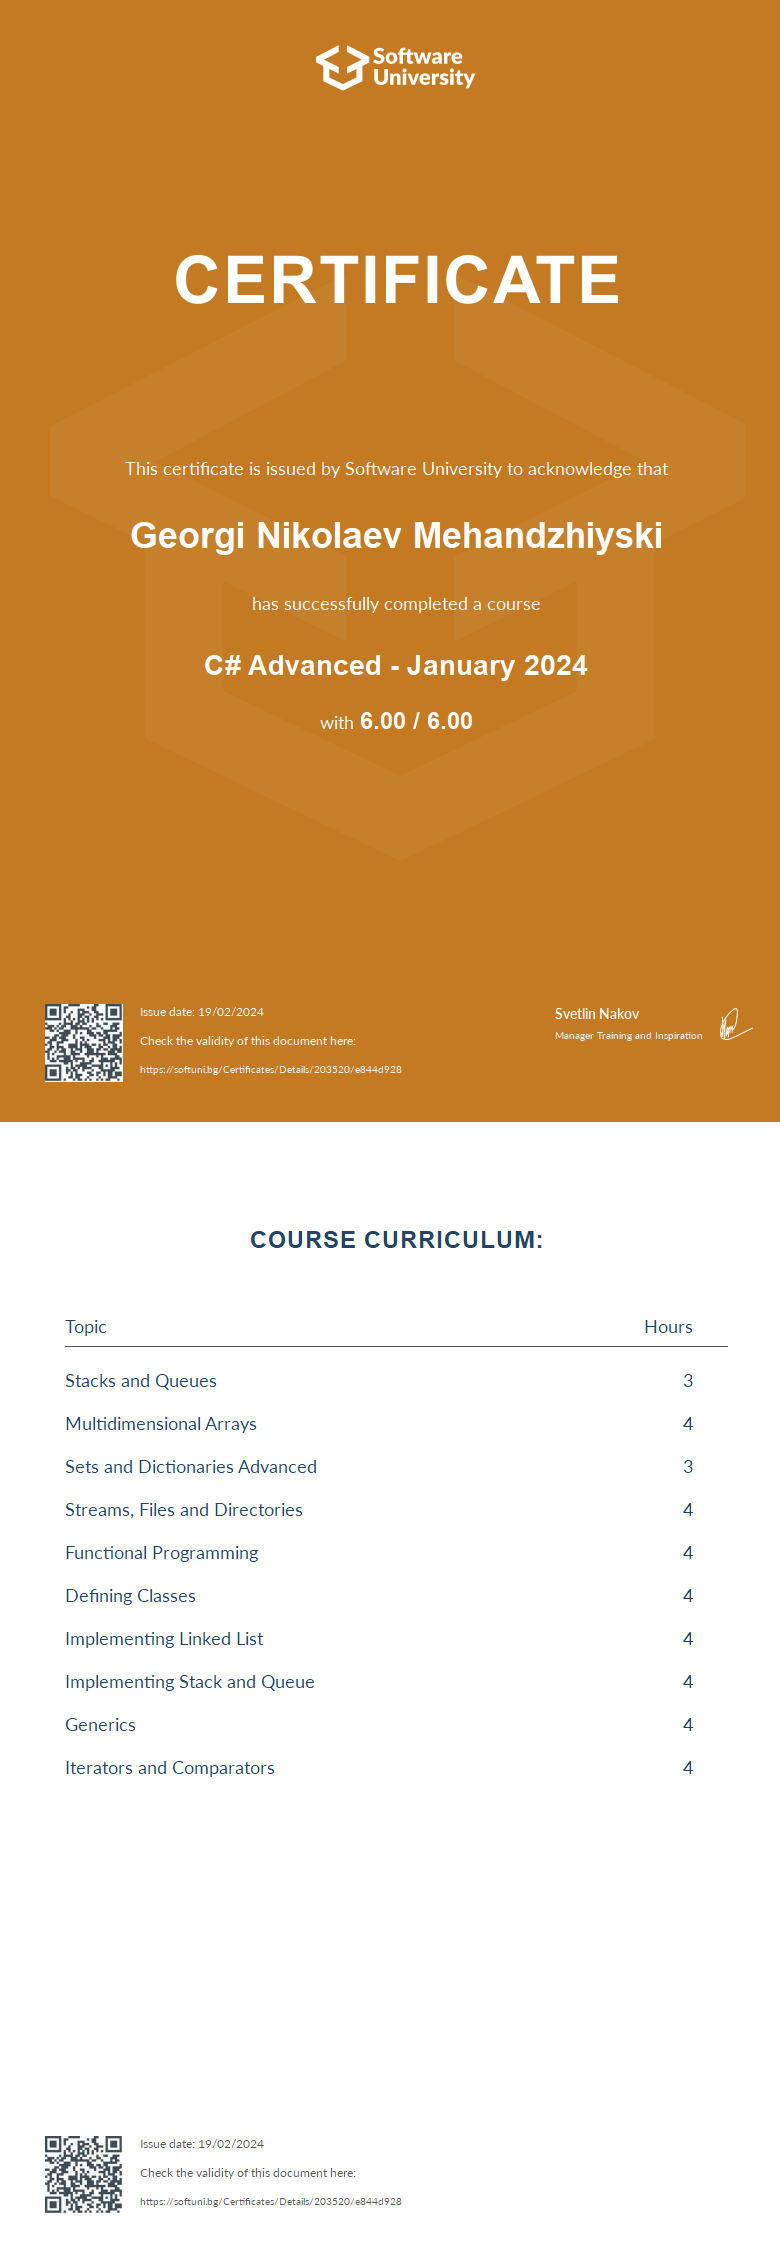 Software
University
CERTIFICATE
This certificate is issued by Software University to acknowledge that
Georgi Nikolaev Mehandzhiyski
has successfully completed a course
C# Advanced - January 2024
with 6.00 / 6.00
Issue date: 19/02/2024
Check the validity of this document here:
https://softuni.bg/Certificates/Details/203520/e844d928
Svetlin Nakov
Manager Training and Inspiration
COURSE CURRICULUM:
Topic Hours
Stacks and Queues 3
Multidimensional Arrays 4
Sets and Dictionaries Advanced 3
Streams, Files and Directories 4
Functional Programming 4
Defining Classes 4
Implementing Linked List 4
Implementing Stack and Queue 4
Generics 4
Iterators and Comparators 4
Issue date: 19/02/2024
Check the validity of this document here:
https://softuni.bg/Certificates/Details/203520/e844d928